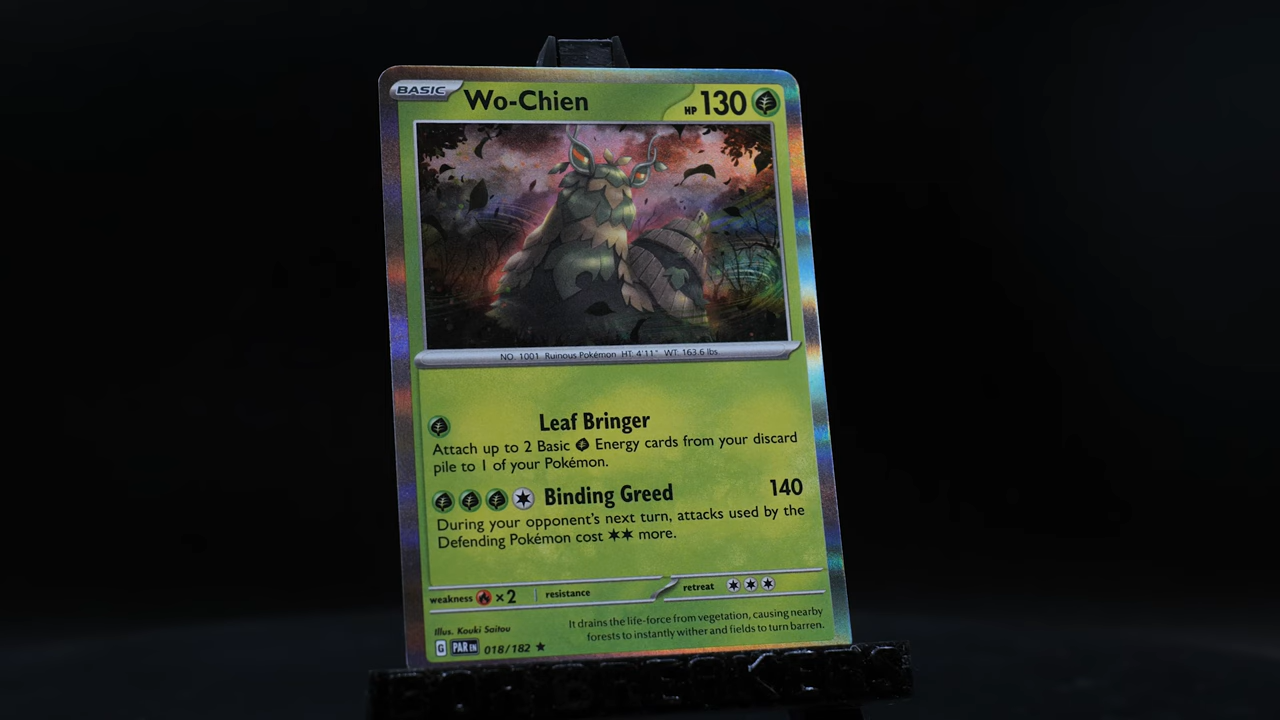 BASIC Wo-Chien HP 130
NO. 1001 Ruinous Pokémon HT: 4'11" WT: 163.6 lbs
Leaf Bringer
Attach up to 2 Basic Energy cards from your discard
pile to 1 of your Pokémon.
Binding Greed 140
During your opponent's next turn, attacks used by the
Defending Pokémon cost ✶✶ more.
weakness ×2 resistance retreat
Illus. Kouki Saitou
It drains the life-force from vegetation, causing nearby
forests to instantly wither and fields to turn barren.
G PAR EN 018/182 ★